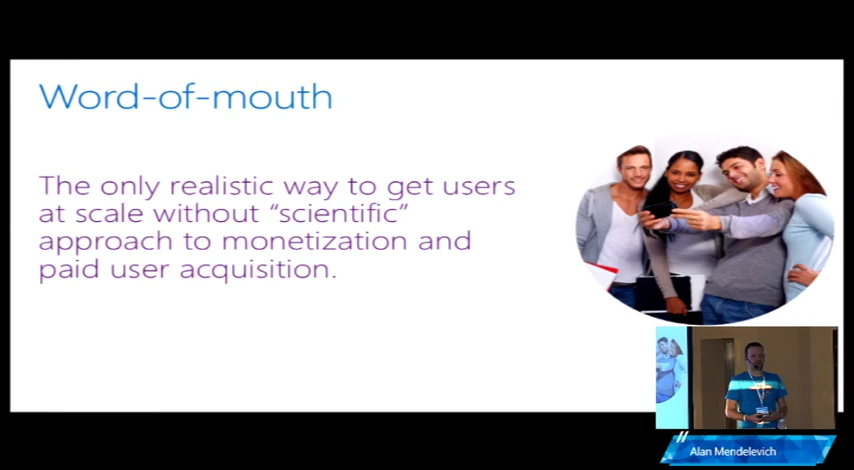 Word-of-mouth
The only realistic way to get users
at scale without “scientific”
approach to monetization and
paid user acquisition.
Alan Mendelevich